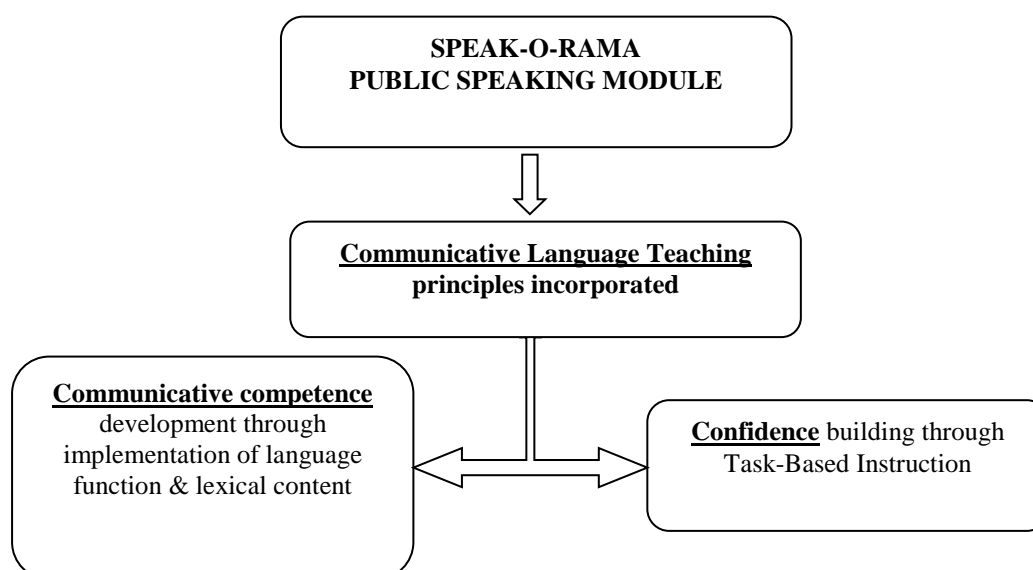 SPEAK-O-RAMA
PUBLIC SPEAKING MODULE
Communicative Language Teaching
principles incorporated
Communicative competence
development through
implementation of language
function & lexical content
Confidence building through
Task-Based Instruction